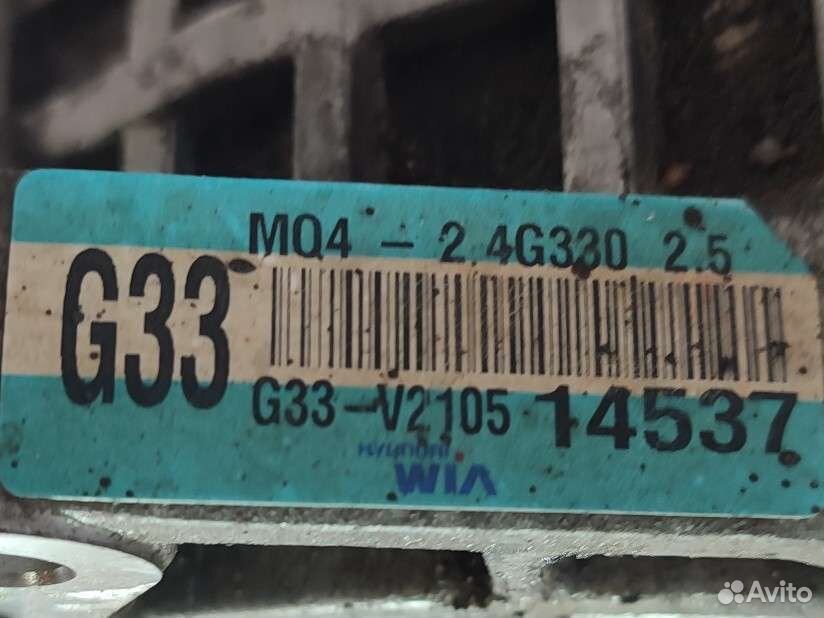 MQ4 - 2.4G330 2.5
G33
G33-V2105 14537
HYUNDAI
WIA
Avito